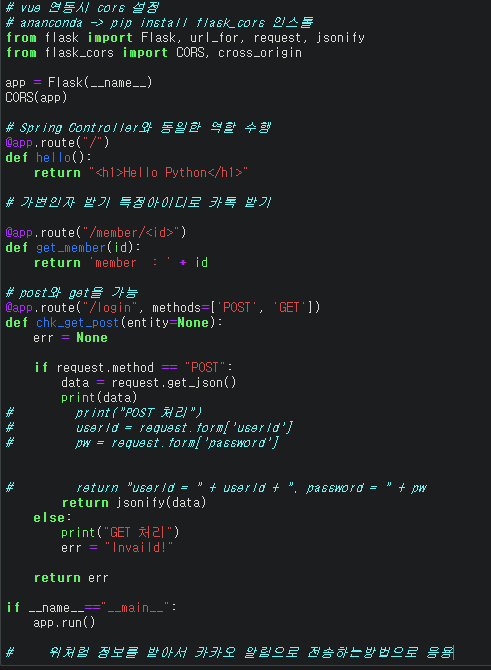 # vue 연동시 cors 설정
# ananconda -> pip install flask_cors 인스톨
from flask import Flask, url_for, request, jsonify
from flask_cors import CORS, cross_origin
app = Flask(__name__)
CORS(app)
# Spring Controller와 동일한 역할 수행
@app.route("/")
def hello():
    return "<h1>Hello Python</h1>"
# 가변인자 받기 특정아이디로 카톡 받기
@app.route("/member/<id>")
def get_member(id):
    return 'member  : ' + id
# post와 get을 가능
@app.route("/login", methods=['POST', 'GET'])
def chk_get_post(entity=None):
    err = None
    if request.method == "POST":
        data = request.get_json()
        print(data)
#         print("POST 처리")
#         userId = request.form['userId']
#         pw = request.form['password']
#         return "userId = " + userId + ", password = " + pw
        return jsonify(data)
    else:
        print("GET 처리")
        err = "Invaild!"
    return err
if __name__=="__main__":
    app.run()
#     위처럼 정보를 받아서 카카오 알림으로 전송하는방법으로 응용